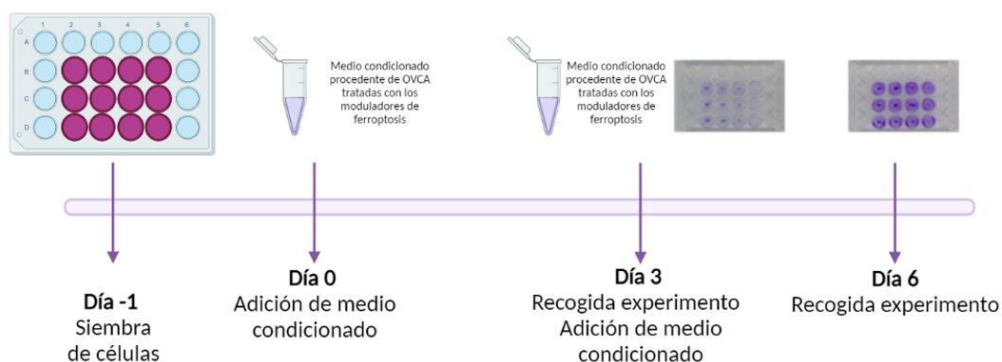 1 2 3 4 5 6
A
B
C
D
Medio condicionado
procedente de OVCA
tratadas con los
moduladores de
ferroptosis
Medio condicionado
procedente de OVCA
tratadas con los
moduladores de
ferroptosis
Día -1
Siembra
de células
Día 0
Adición de medio
condicionado
Día 3
Recogida experimento
Adición de medio
condicionado
Día 6
Recogida experimento